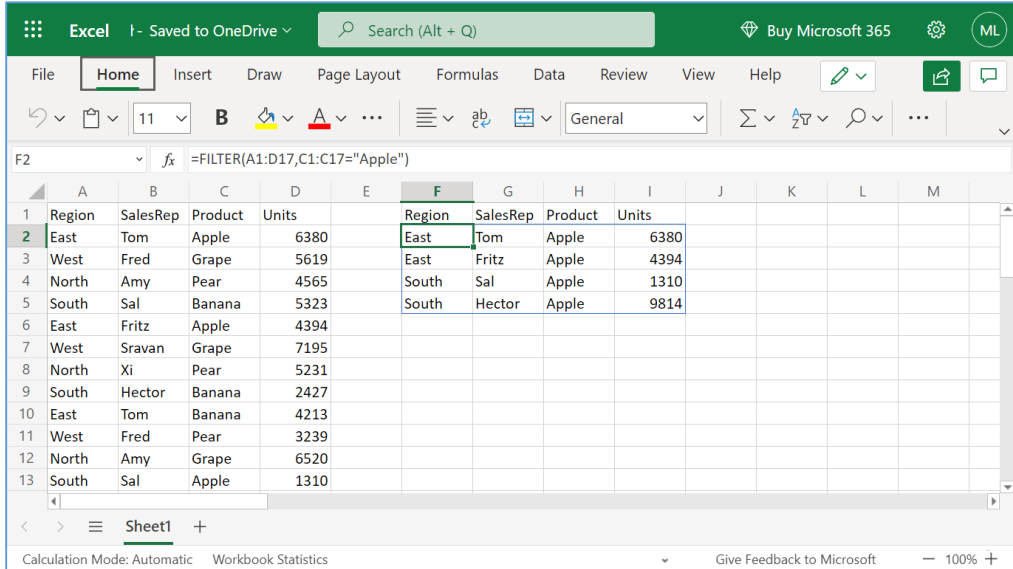 Excel ŀ - Saved to OneDrive Search (Alt + Q) Buy Microsoft 365 ML
File Home Insert Draw Page Layout Formulas Data Review View Help
11 B A ab c General Σ A Z
F2 fx =FILTER(A1:D17,C1:C17="Apple")
A B C D E F G H I J K L M
1 Region SalesRep Product Units Region SalesRep Product Units
2 East Tom Apple 6380 East Tom Apple 6380
3 West Fred Grape 5619 East Fritz Apple 4394
4 North Amy Pear 4565 South Sal Apple 1310
5 South Sal Banana 5323 South Hector Apple 9814
6 East Fritz Apple 4394
7 West Sravan Grape 7195
8 North Xi Pear 5231
9 South Hector Banana 2427
10 East Tom Banana 4213
11 West Fred Pear 3239
12 North Amy Grape 6520
13 South Sal Apple 1310
Sheet1 +
Calculation Mode: Automatic Workbook Statistics Give Feedback to Microsoft — 100% +